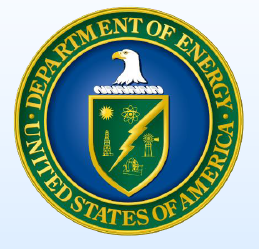 DEPARTMENT OF ENERGY
UNITED STATES OF AMERICA